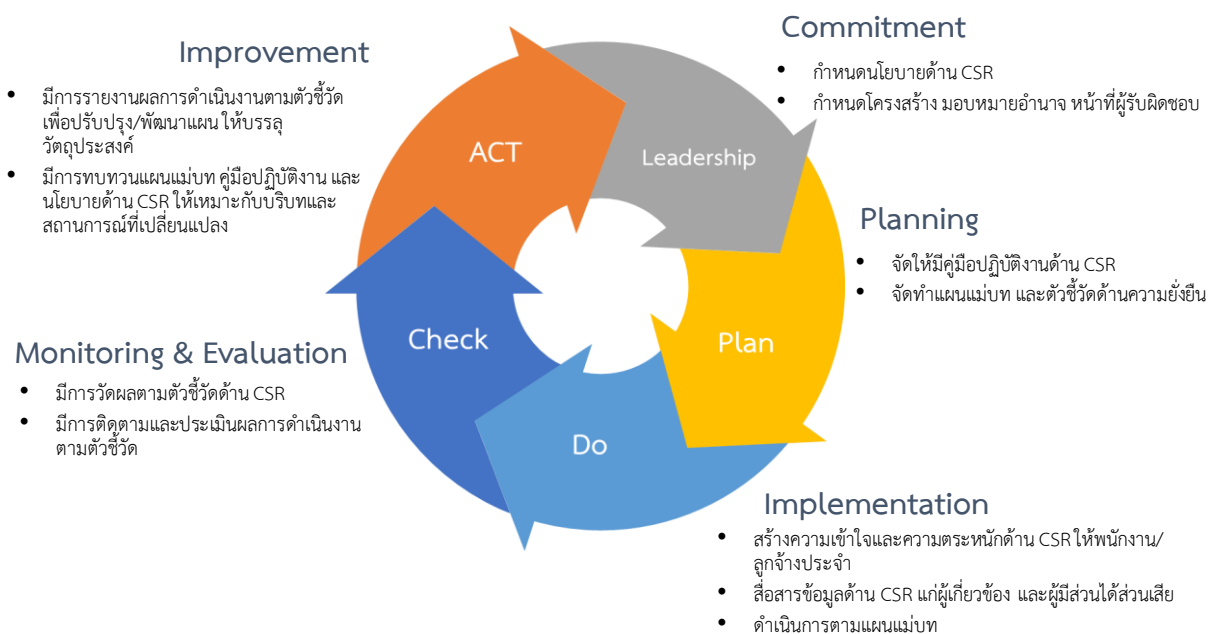 Commitment
• กำหนดนโยบายด้าน CSR
• กำหนดโครงสร้าง มอบหมายอำนาจ หน้าที่ผู้รับผิดชอบ
Leadership
Planning
• จัดให้มีคู่มือปฏิบัติงานด้าน CSR
• จัดทำแผนแม่บท และตัวชี้วัดด้านความยั่งยืน
Plan
Implementation
• สร้างความเข้าใจและความตระหนักด้าน CSR ให้พนักงาน/
ลูกจ้างประจำ
• สื่อสารข้อมูลด้าน CSR แก่ผู้เกี่ยวข้อง และผู้มีส่วนได้ส่วนเสีย
• ดำเนินการตามแผนแม่บท
Do
Monitoring & Evaluation
• มีการวัดผลตามตัวชี้วัดด้าน CSR
• มีการติดตามและประเมินผลการดำเนินงาน
ตามตัวชี้วัด
Check
Improvement
• มีการรายงานผลการดำเนินงานตามตัวชี้วัด
เพื่อปรับปรุง/พัฒนาแผน ให้บรรลุ
วัตถุประสงค์
• มีการทบทวนแผนแม่บท คู่มือปฏิบัติงาน และ
นโยบายด้าน CSR ให้เหมาะกับบริบทและ
สถานการณ์ที่เปลี่ยนแปลง
ACT